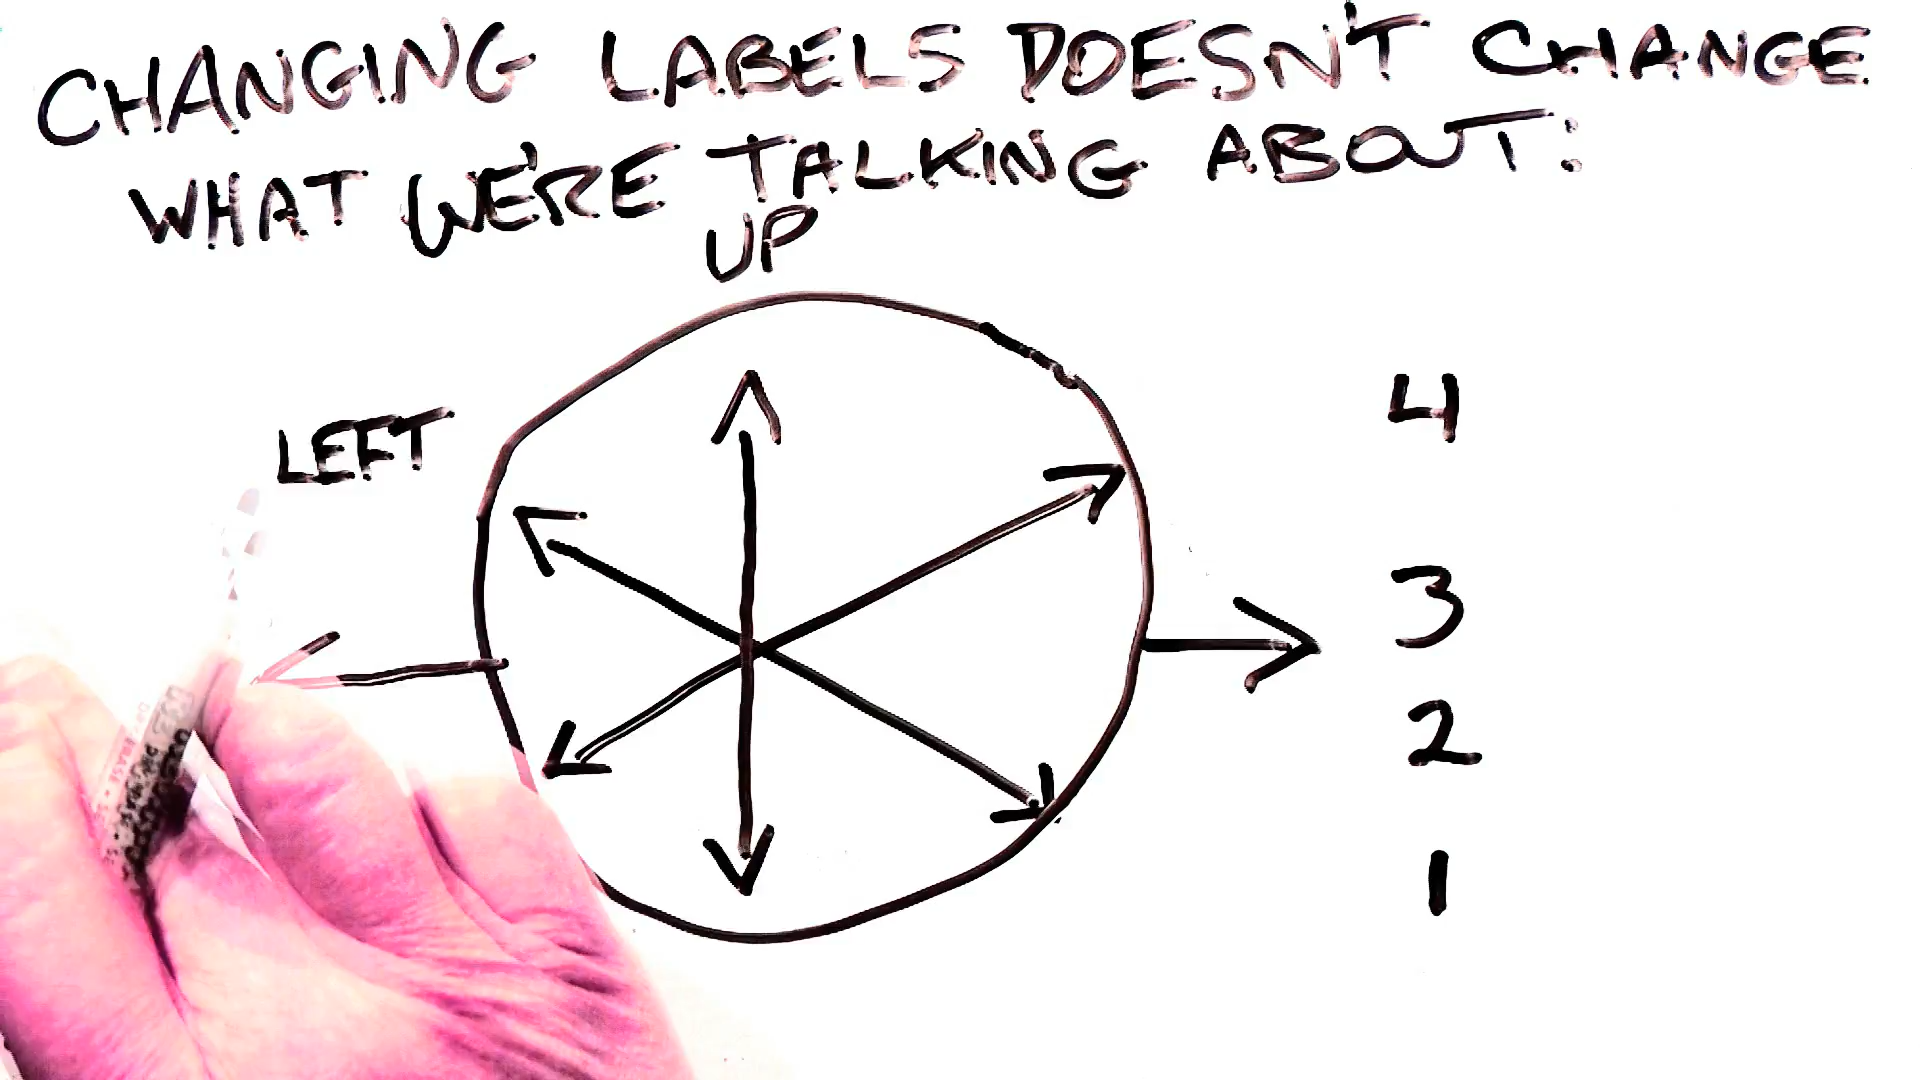 CHANGING LABELS DOESN'T CHANGE
WHAT WE'RE TALKING ABOUT:
UP
LEFT
4
3
2
1